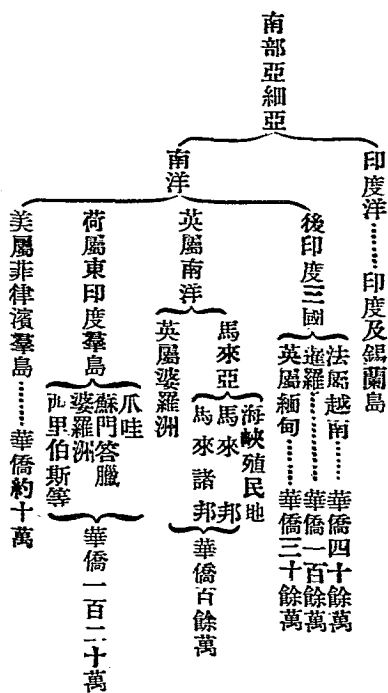 南部亞細亞
印度洋………印度及錫蘭島
南洋
後印度三國
法屬越南………華僑四十餘萬
暹羅………華僑一百餘萬
英屬緬甸………華僑三十餘萬
英屬南洋
馬來亞
海峽殖民地
馬來邦
馬來諸邦
英屬婆羅洲
華僑百餘萬
荷屬東印度羣島
爪哇
蘇門答臘
婆羅洲
西里伯斯等
華僑一百二十萬
美屬菲律濱羣島………華僑約十萬